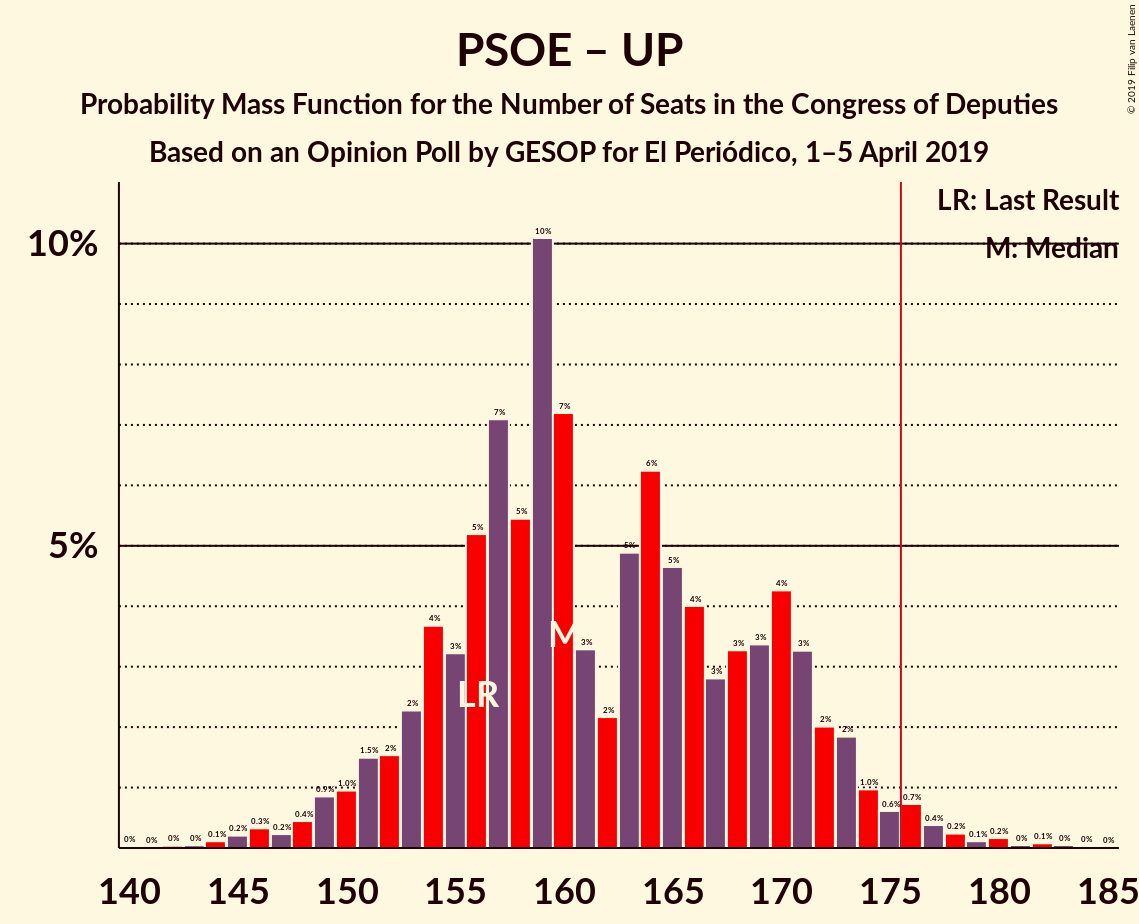 PSOE – UP
Probability Mass Function for the Number of Seats in the Congress of Deputies
Based on an Opinion Poll by GESOP for El Periódico, 1–5 April 2019
© 2019 Filip van Laenen
LR: Last Result
M: Median
10%
5%
0% 0% 0% 0% 0.1% 0.2% 0.3% 0.2% 0.4% 0.9% 1.0% 1.5% 2% 2% 4% 3% 5% 7% 5% 10% 7% 3% 2% 5% 6% 5% 4% 3% 3% 3% 4% 3% 2% 2% 1.0% 0.6% 0.7% 0.4% 0.2% 0.1% 0.2% 0% 0.1% 0% 0% 0%
M
LR
140 145 150 155 160 165 170 175 180 185